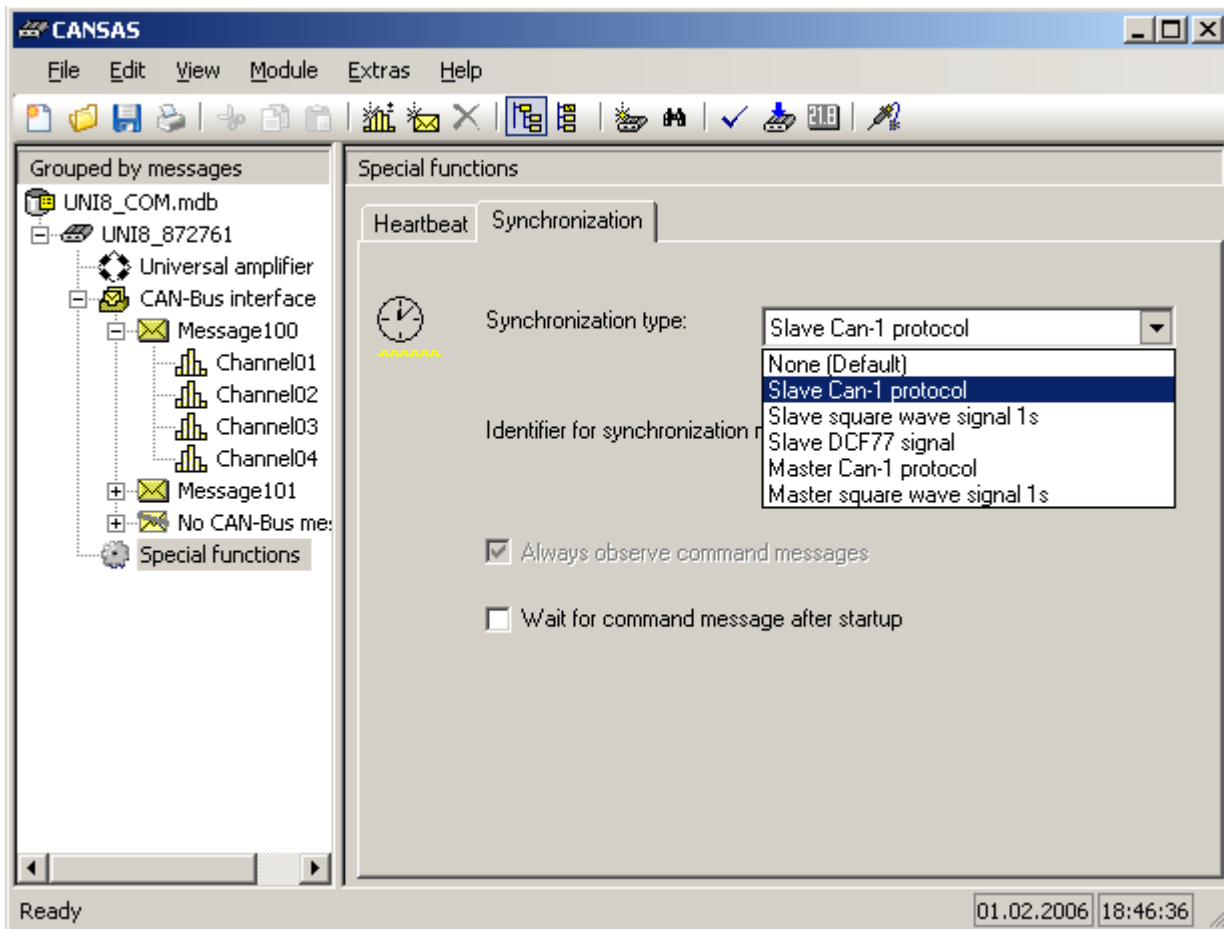 CANSAS
File Edit View Module Extras Help
21.8
Grouped by messages
UNI8_COM.mdb
UNI8_872761
Universal amplifier
CAN-Bus interface
Message100
Channel01
Channel02
Channel03
Channel04
Message101
No CAN-Bus
Special functions
Special functions
Heartbeat Synchronization
Synchronization type: Slave Can-1 protocol
None (Default)
Slave Can-1 protocol
Slave square wave signal 1s
Slave DCF77 signal
Master Can-1 protocol
Master square wave signal 1s
Identifier for synchronization
Always observe command messages
Wait for command message after startup
Ready 01.02.2006 18:46:36